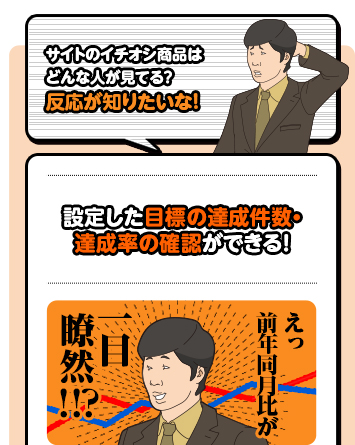 サイトのイチオシ商品は
どんな人が見てる?
反応が知りたいな!
設定した目標の達成件数・
達成率の確認ができる!
えっ
前年同月比が
一目
瞭然!!?